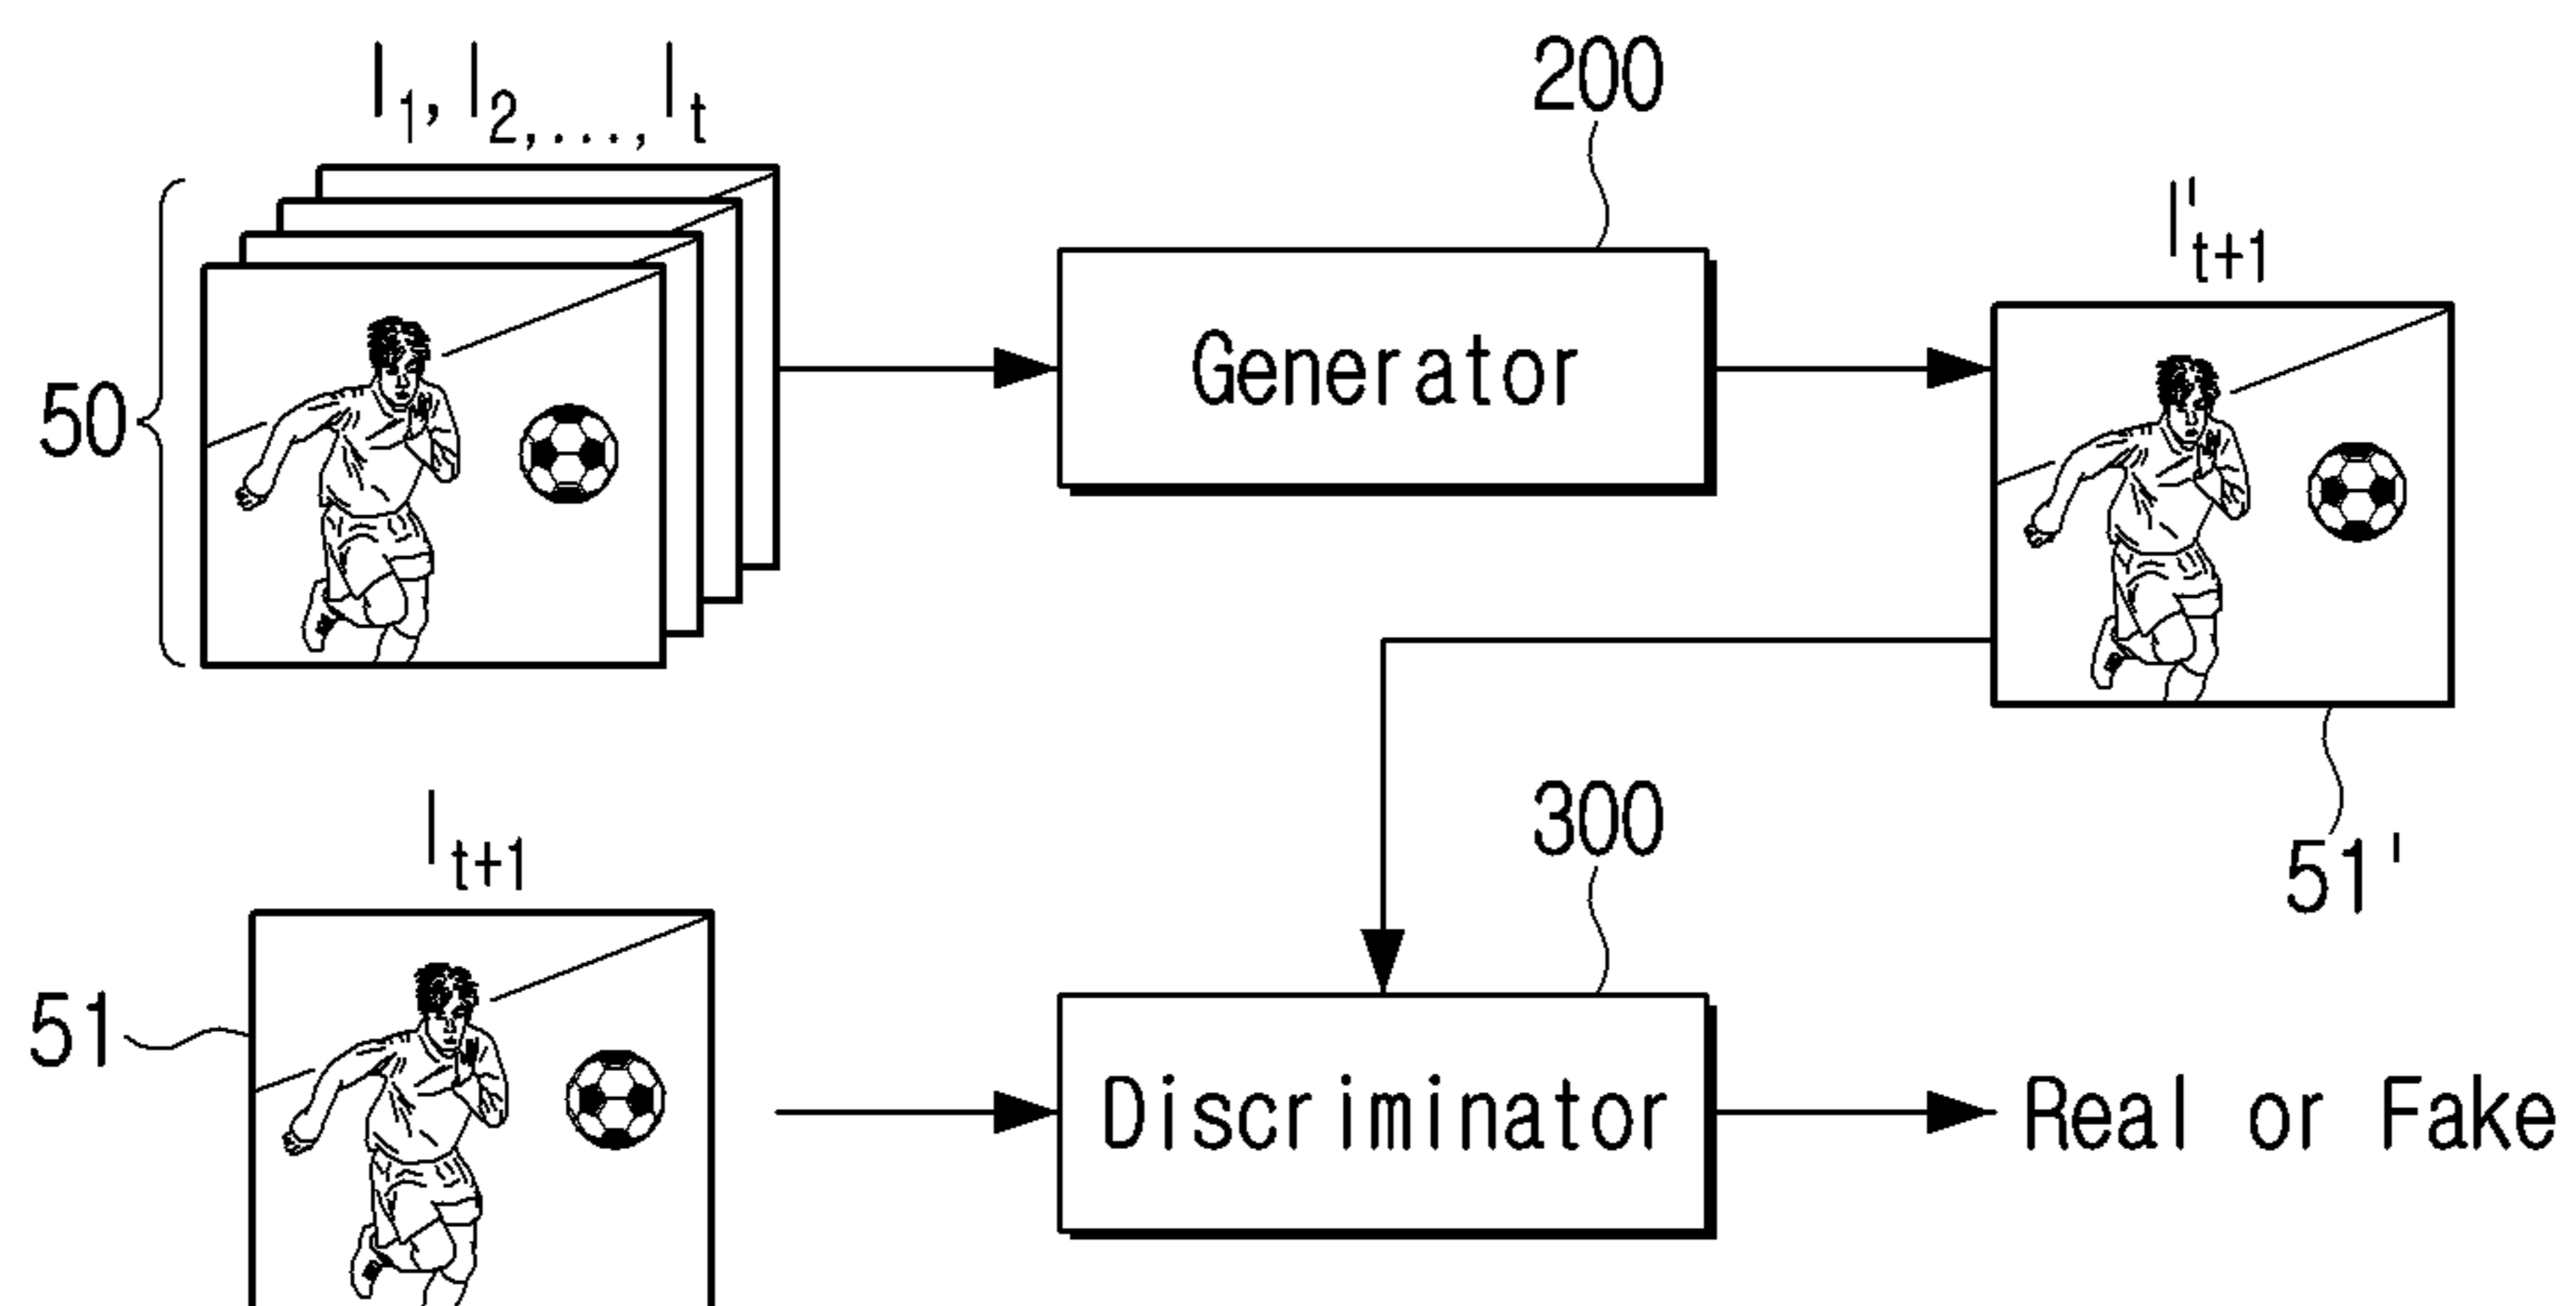 I1, I2,...,It
200
I't+1
50
Generator
51'
It+1
300
51
Discriminator
Real or Fake